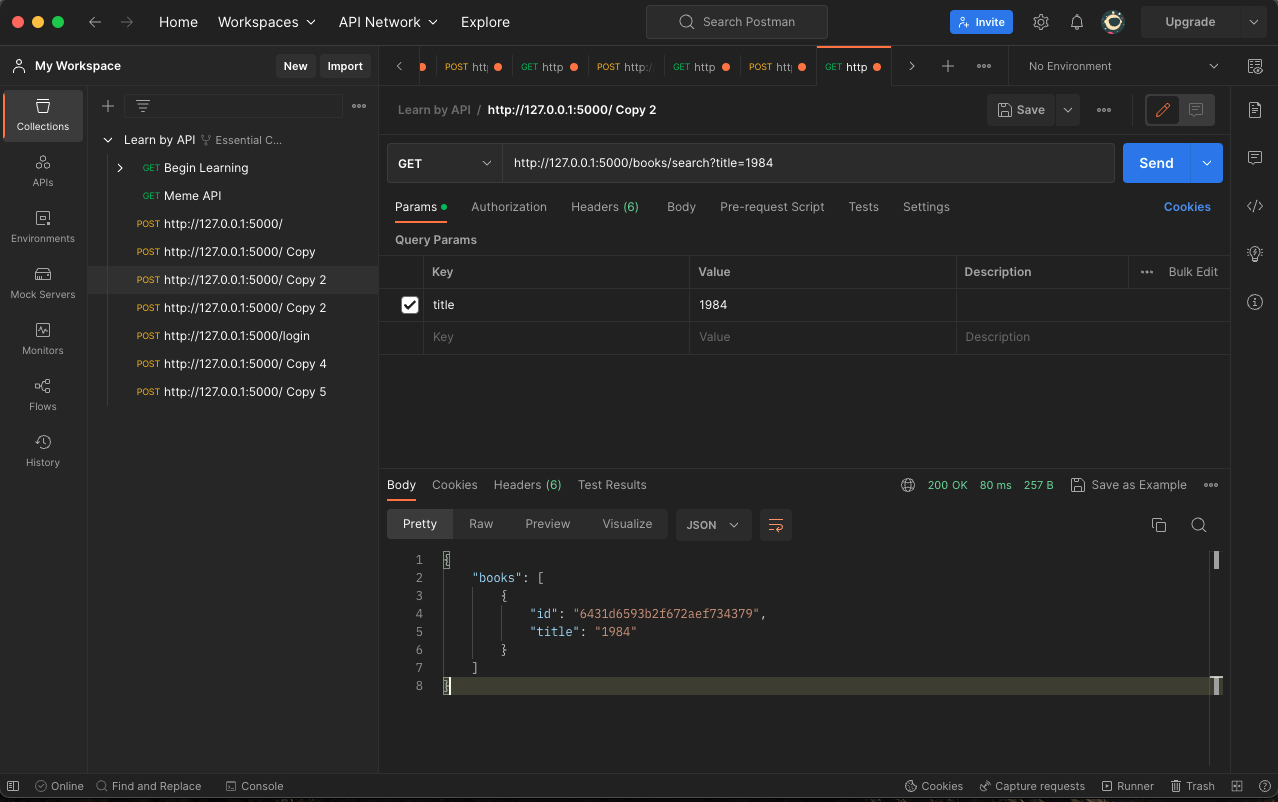 Home Workspaces API Network Explore Search Postman Invite Upgrade
My Workspace New Import
POST htt GET http POST http:/ GET http POST htt GET http No Environment
Collections
APIs
Environments
Mock Servers
Monitors
Flows
History
Learn by API Essential C...
GET Begin Learning
GET Meme API
POST http://127.0.0.1:5000/
POST http://127.0.0.1:5000/ Copy
POST http://127.0.0.1:5000/ Copy 2
POST http://127.0.0.1:5000/ Copy 2
POST http://127.0.0.1:5000/login
POST http://127.0.0.1:5000/ Copy 4
POST http://127.0.0.1:5000/ Copy 5
Learn by API / http://127.0.0.1:5000/ Copy 2 Save
GET http://127.0.0.1:5000/books/search?title=1984 Send
Params Authorization Headers (6) Body Pre-request Script Tests Settings Cookies
Query Params
Key Value Description Bulk Edit
title 1984
Key Value Description
Body Cookies Headers (6) Test Results 200 OK 80 ms 257 B Save as Example
Pretty Raw Preview Visualize JSON
1 {
2 "books": [
3 {
4 "id": "6431d6593b2f672aef734379",
5 "title": "1984"
6 }
7 ]
8 }
Online Find and Replace Console Cookies Capture requests Runner Trash